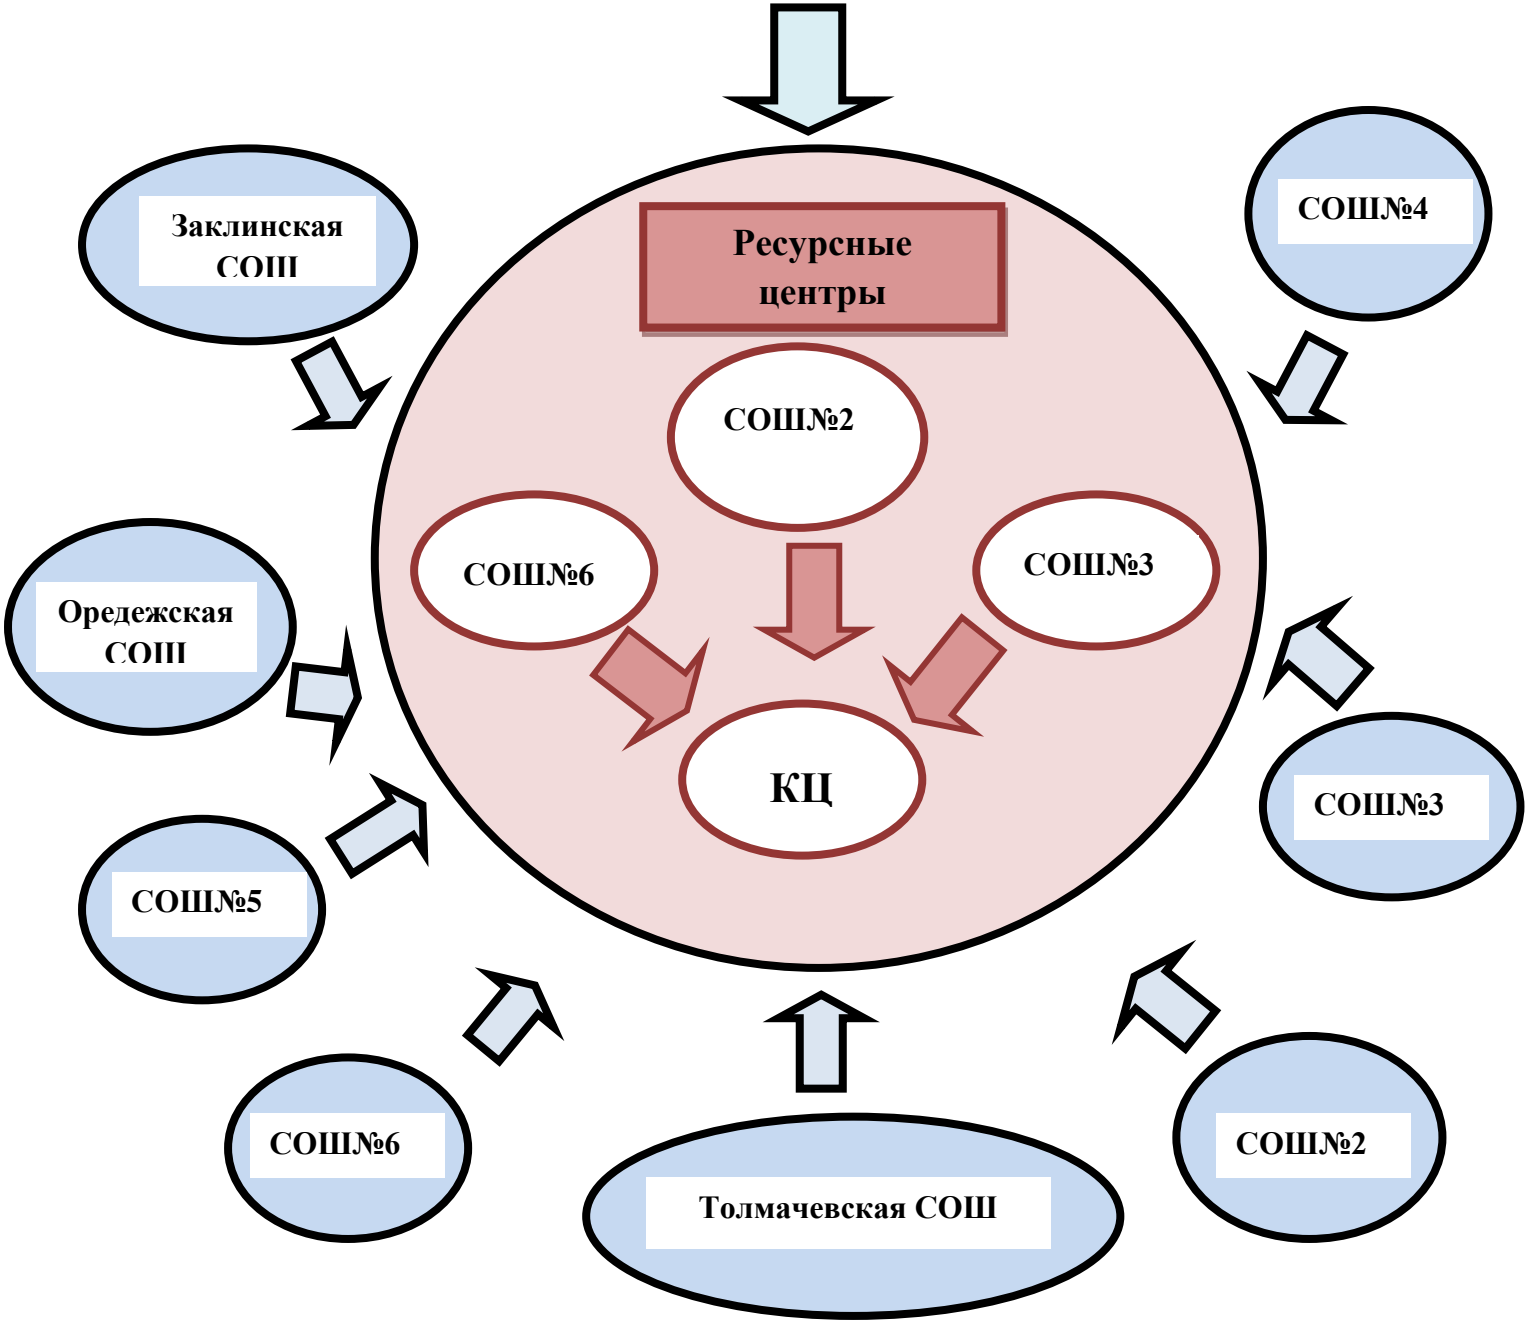 Заклинская
СОШ
СОШ№4
Ресурсные
центры
СОШ№2
СОШ№6
СОШ№3
Оредежская
СОШ
КЦ
СОШ№3
СОШ№5
СОШ№6
Толмачевская СОШ
СОШ№2